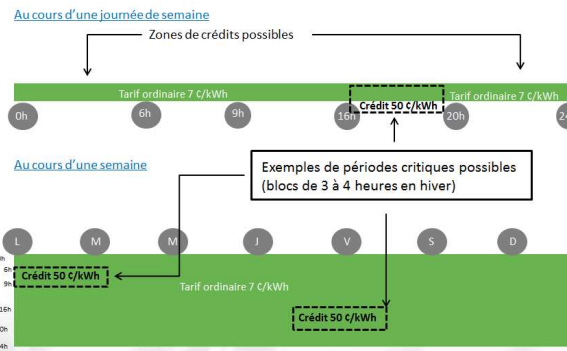 Au cours d'une journée de semaine
Zones de crédits possibles
Tarif ordinaire 7 ¢/kWh
Crédit 50 ¢/kWh
Tarif ordinaire 7 ¢/kWh
0h 6h 9h 16h 20h
Au cours d'une semaine
Exemples de périodes critiques possibles
(blocs de 3 à 4 heures en hiver)
L M M J V S D
6h
Crédit 50 ¢/kWh
9h
Tarif ordinaire 7 ¢/kWh
16h
Crédit 50 ¢/kWh